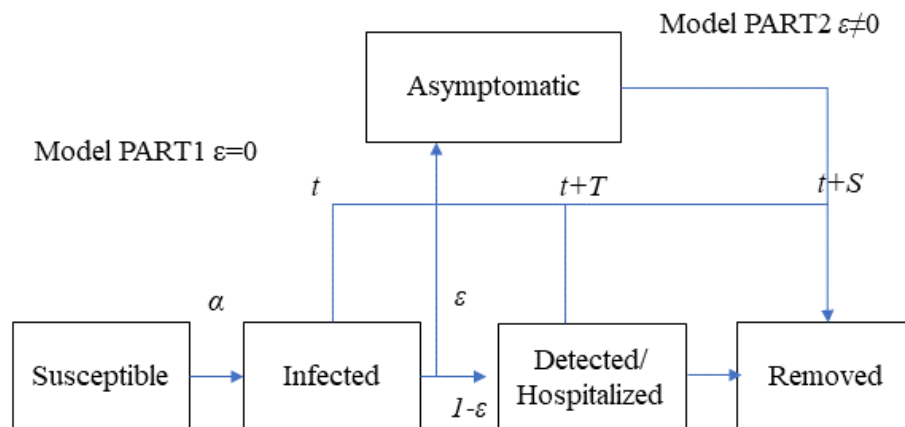 Model PART2 ε≠0
Asymptomatic
Model PART1 ε=0
t
t+T
t+S
α
ε
Susceptible
Infected
1-ε
Detected/
Hospitalized
Removed